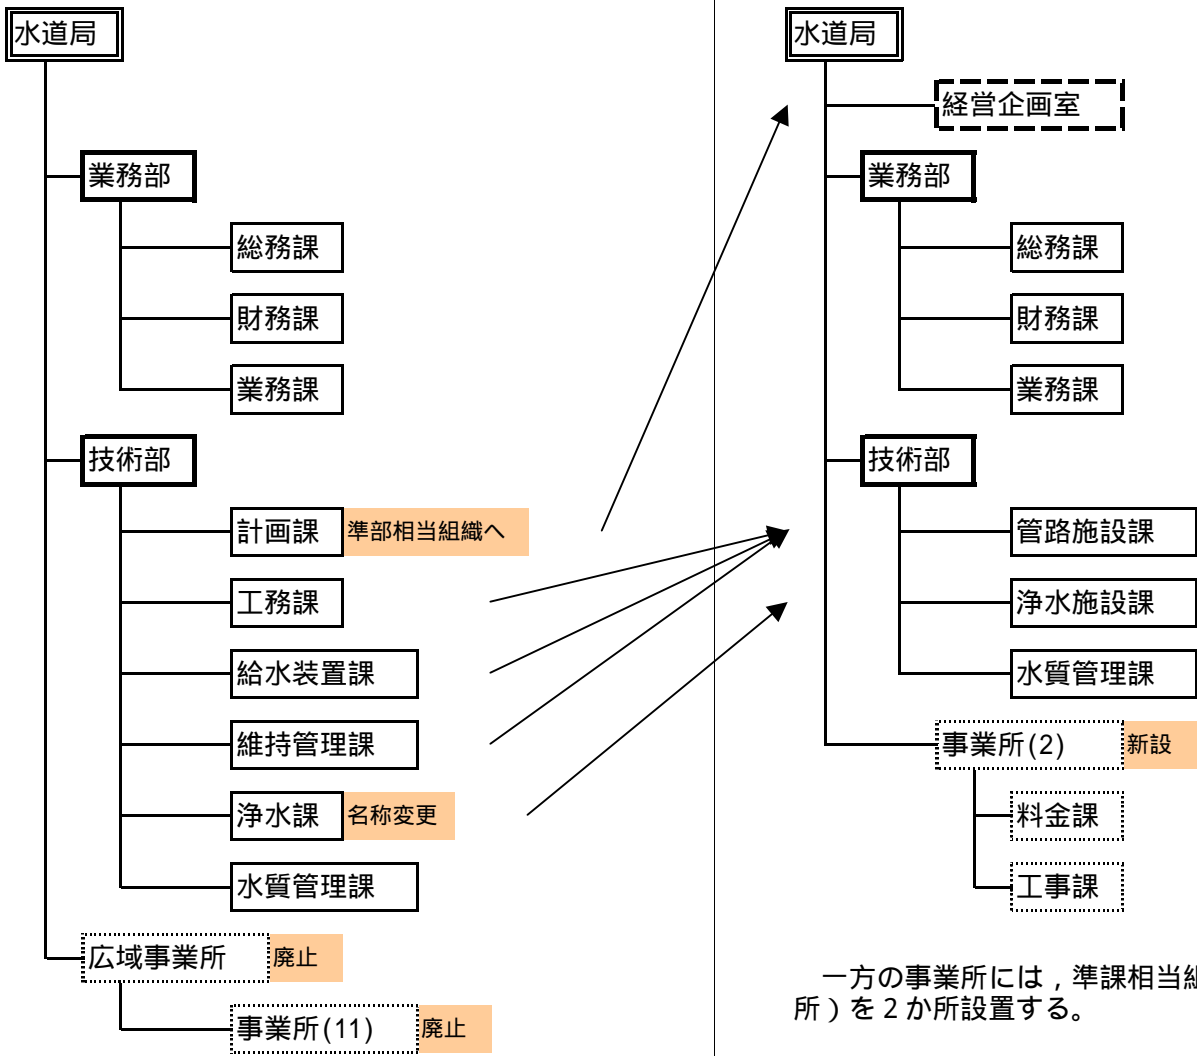 水道局
業務部
総務課
財務課
業務課
技術部
計画課 準部相当組織へ
工務課
給水装置課
維持管理課
浄水課 名称変更
水質管理課
広域事業所 廃止
事業所(11) 廃止
水道局
経営企画室
業務部
総務課
財務課
業務課
技術部
管路施設課
浄水施設課
水質管理課
事業所(2) 新設
料金課
工事課
一方の事業所には，準課相当組
所）を２か所設置する。